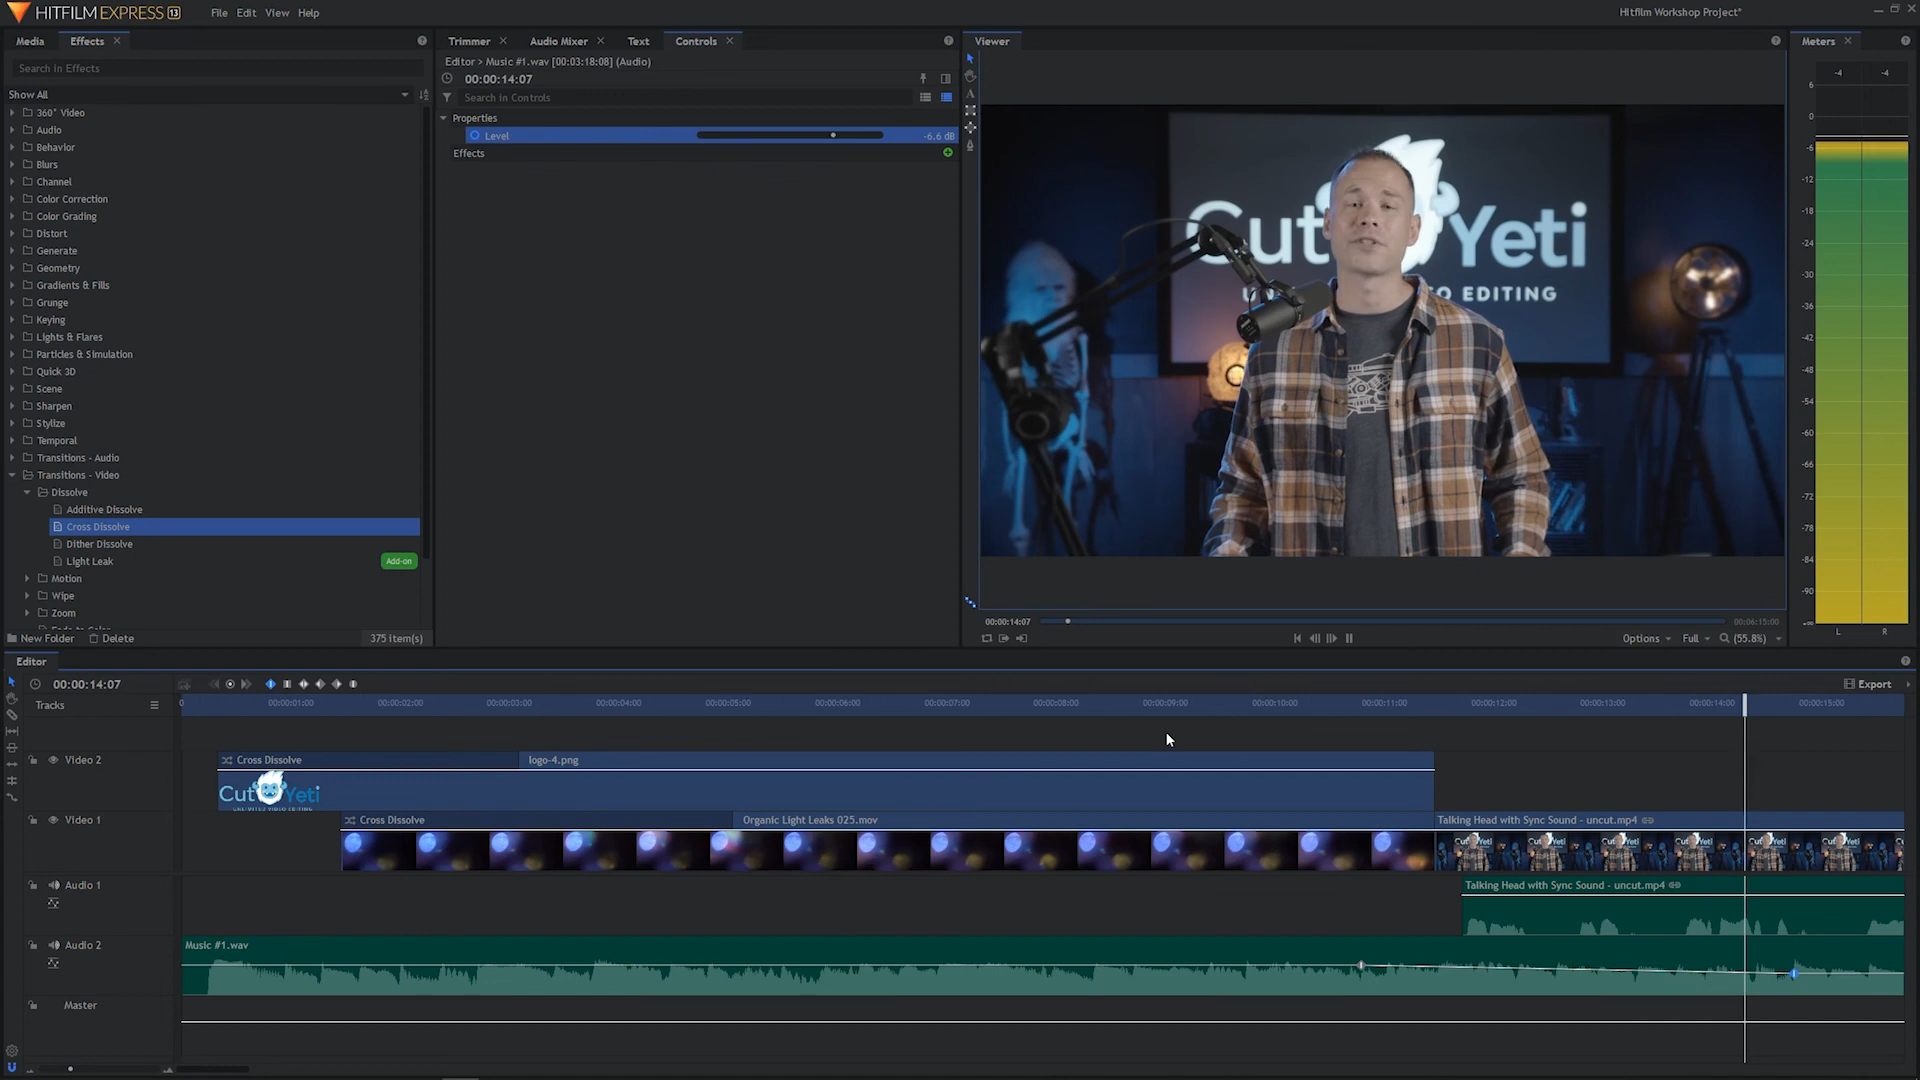 HITFILM EXPRESS 13
File Edit View Help
Hitfilm Workshop Project*
Media
Effects
Search in Effects
Show All
360° Video
Audio
Behavior
Blurs
Channel
Color Correction
Color Grading
Distort
Generate
Geometry
Gradients & Fills
Grunge
Keying
Lights & Flares
Particles & Simulation
Quick 3D
Scene
Sharpen
Stylize
Temporal
Transitions - Audio
Transitions - Video
Dissolve
Additive Dissolve
Cross Dissolve
Dither Dissolve
Light Leak Add-on
Motion
Wipe
Zoom
New Folder Delete 375 item(s)
Trimmer Audio Mixer Text Controls
Editor > Music #1.wav [00:03:18:08] (Audio)
00:00:14:07
Search in Controls
Properties
Level -6.6 dB
Effects
Viewer
Cut Yeti
VIDEO EDITING
00:00:14:07 00:06:15:00
Options Full (55.8%)
Meters
-4 -4
6
0
-6
-12
-18
-24
-30
-36
-42
-48
-54
-60
-66
-72
-78
-84
-90
-∞
L R
Editor
00:00:14:07 Export
Tracks
0 00:00:01:00 00:00:02:00 00:00:03:00 00:00:04:00 00:00:05:00 00:00:06:00 00:00:07:00 00:00:08:00 00:00:09:00 00:00:10:00 00:00:11:00 00:00:12:00 00:00:13:00 00:00:14:00 00:00:15:00
Video 2 Cross Dissolve logo-4.png
Cut Yeti
UNLIMITED VIDEO EDITING
Video 1 Cross Dissolve Organic Light Leaks 025.mov Talking Head with Sync Sound - uncut.mp4
Audio 1 Talking Head with Sync Sound - uncut.mp4
Audio 2 Music #1.wav
Master